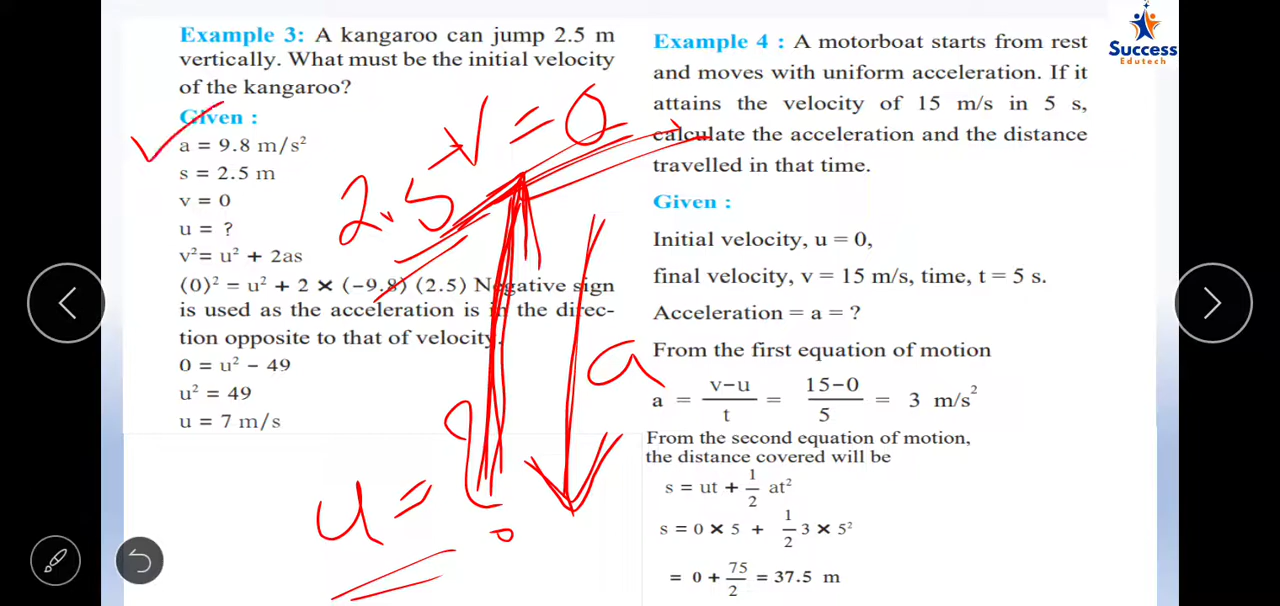 Example 3: A kangaroo can jump 2.5 m
vertically. What must be the initial velocity
of the kangaroo?
Given :
a = 9.8 m/s²
s = 2.5 m
v = 0
u = ?
v² = u² + 2as
(0)² = u² + 2 × (-9.8) (2.5) Negative sign
is used as the acceleration is in the direc-
tion opposite to that of velocity.
0 = u² - 49
u² = 49
u = 7 m/s
V = 0
2.5
a
u = ?
Example 4 : A motorboat starts from rest
and moves with uniform acceleration. If it
attains the velocity of 15 m/s in 5 s,
calculate the acceleration and the distance
travelled in that time.
Given :
Initial velocity, u = 0,
final velocity, v = 15 m/s, time, t = 5 s.
Acceleration = a = ?
From the first equation of motion
a = v-u/t = 15-0/5 = 3 m/s²
From the second equation of motion,
the distance covered will be
s = ut + 1/2 at²
s = 0 × 5 + 1/2 3 × 5²
= 0 + 75/2 = 37.5 m
Success
Edutech